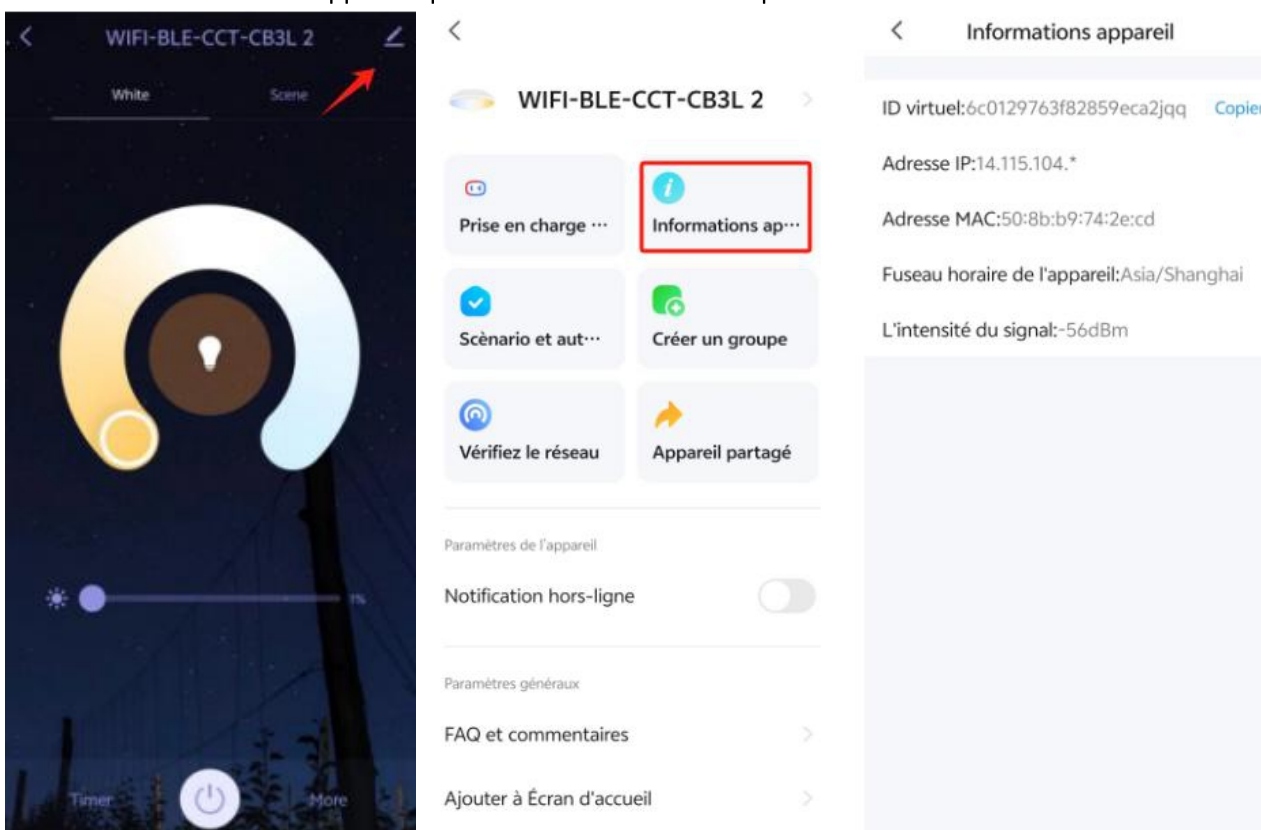 WIFI-BLE-CCT-CB3L 2
White Scene
1%
Timer More
WIFI-BLE-CCT-CB3L 2
Prise en charge ···
Informations ap···
Scènario et aut···
Créer un groupe
Vérifiez le réseau
Appareil partagé
Paramètres de l'appareil
Notification hors-ligne
Paramètres généraux
FAQ et commentaires
Ajouter à Écran d'accueil
Informations appareil
ID virtuel:6c0129763f82859eca2jqq Copier
Adresse IP:14.115.104.*
Adresse MAC:50:8b:b9:74:2e:cd
Fuseau horaire de l'appareil:Asia/Shanghai
L'intensité du signal:-56dBm